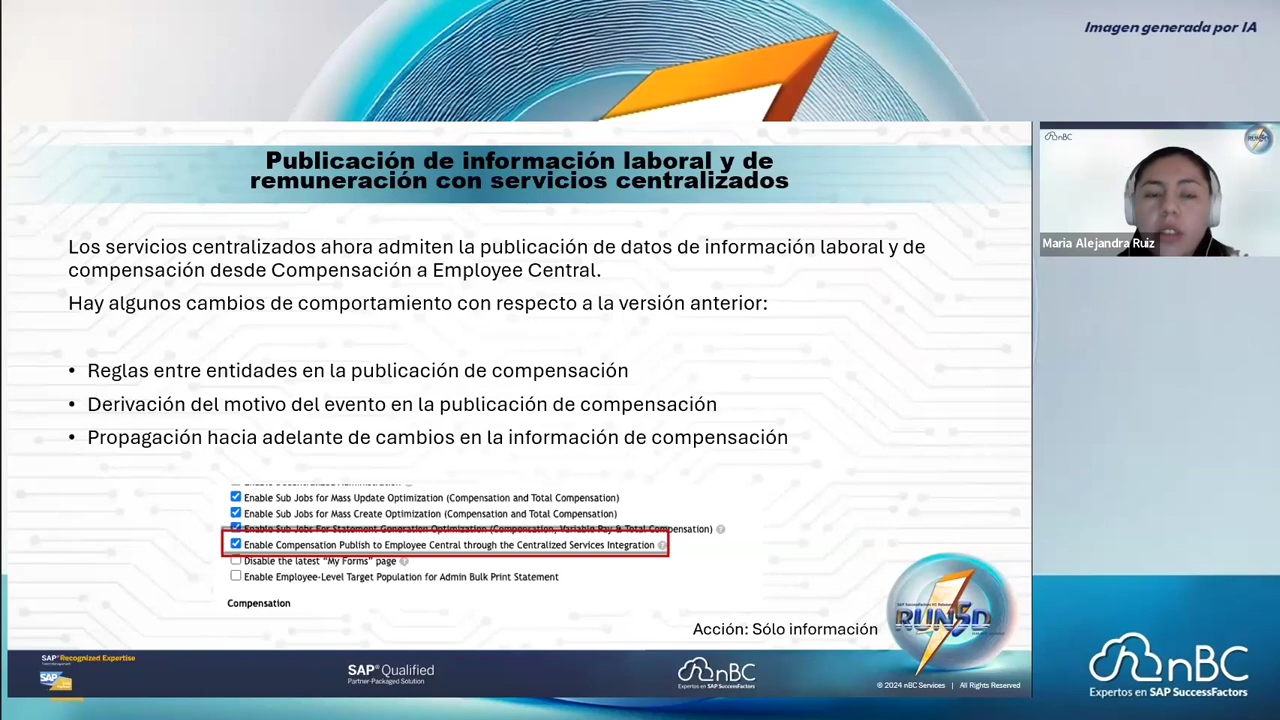 Imagen generada por IA
Publicación de información laboral y de
remuneración con servicios centralizados
Los servicios centralizados ahora admiten la publicación de datos de información laboral y de
compensación desde Compensación a Employee Central.
Hay algunos cambios de comportamiento con respecto a la versión anterior:
• Reglas entre entidades en la publicación de compensación
• Derivación del motivo del evento en la publicación de compensación
• Propagación hacia adelante de cambios en la información de compensación
Enable Sub Jobs for Mass Update Optimization (Compensation and Total Compensation)
Enable Sub Jobs for Mass Create Optimization (Compensation and Total Compensation)
Enable Sub Jobs For Statement Generation Optimization (Compensation, Variable Pay & Total Compensation)
Enable Compensation Publish to Employee Central through the Centralized Services Integration
Disable the latest "My Forms" page
Enable Employee-Level Target Population for Admin Bulk Print Statement
Compensation
Acción: Sólo información
RUN5D
SAP® Recognized Expertise
SAP
SAP® Qualified
Partner-Packaged Solution
nBC
Expertos en SAP SuccessFactors
© 2024 nBC Services | All Rights Reserved
nBC
Maria Alejandra Ruiz
nBC
Expertos en SAP SuccessFactors